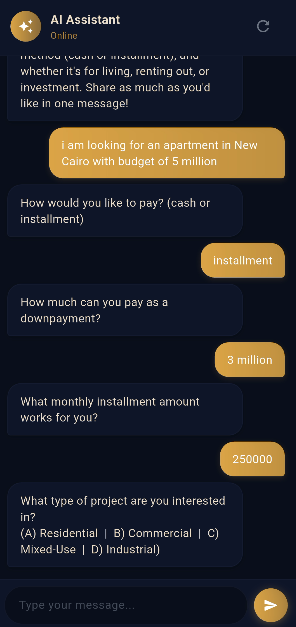 AI Assistant
Online
method (cash or installment), and
whether it's for living, renting out, or
investment. Share as much as you'd
like in one message!
i am looking for an apartment in New
Cairo with budget of 5 million
How would you like to pay? (cash or
installment)
installment
How much can you pay as a
downpayment?
3 million
What monthly installment amount
works for you?
250000
What type of project are you interested
in?
(A) Residential | B) Commercial | C)
Mixed-Use | D) Industrial)
Type your message...